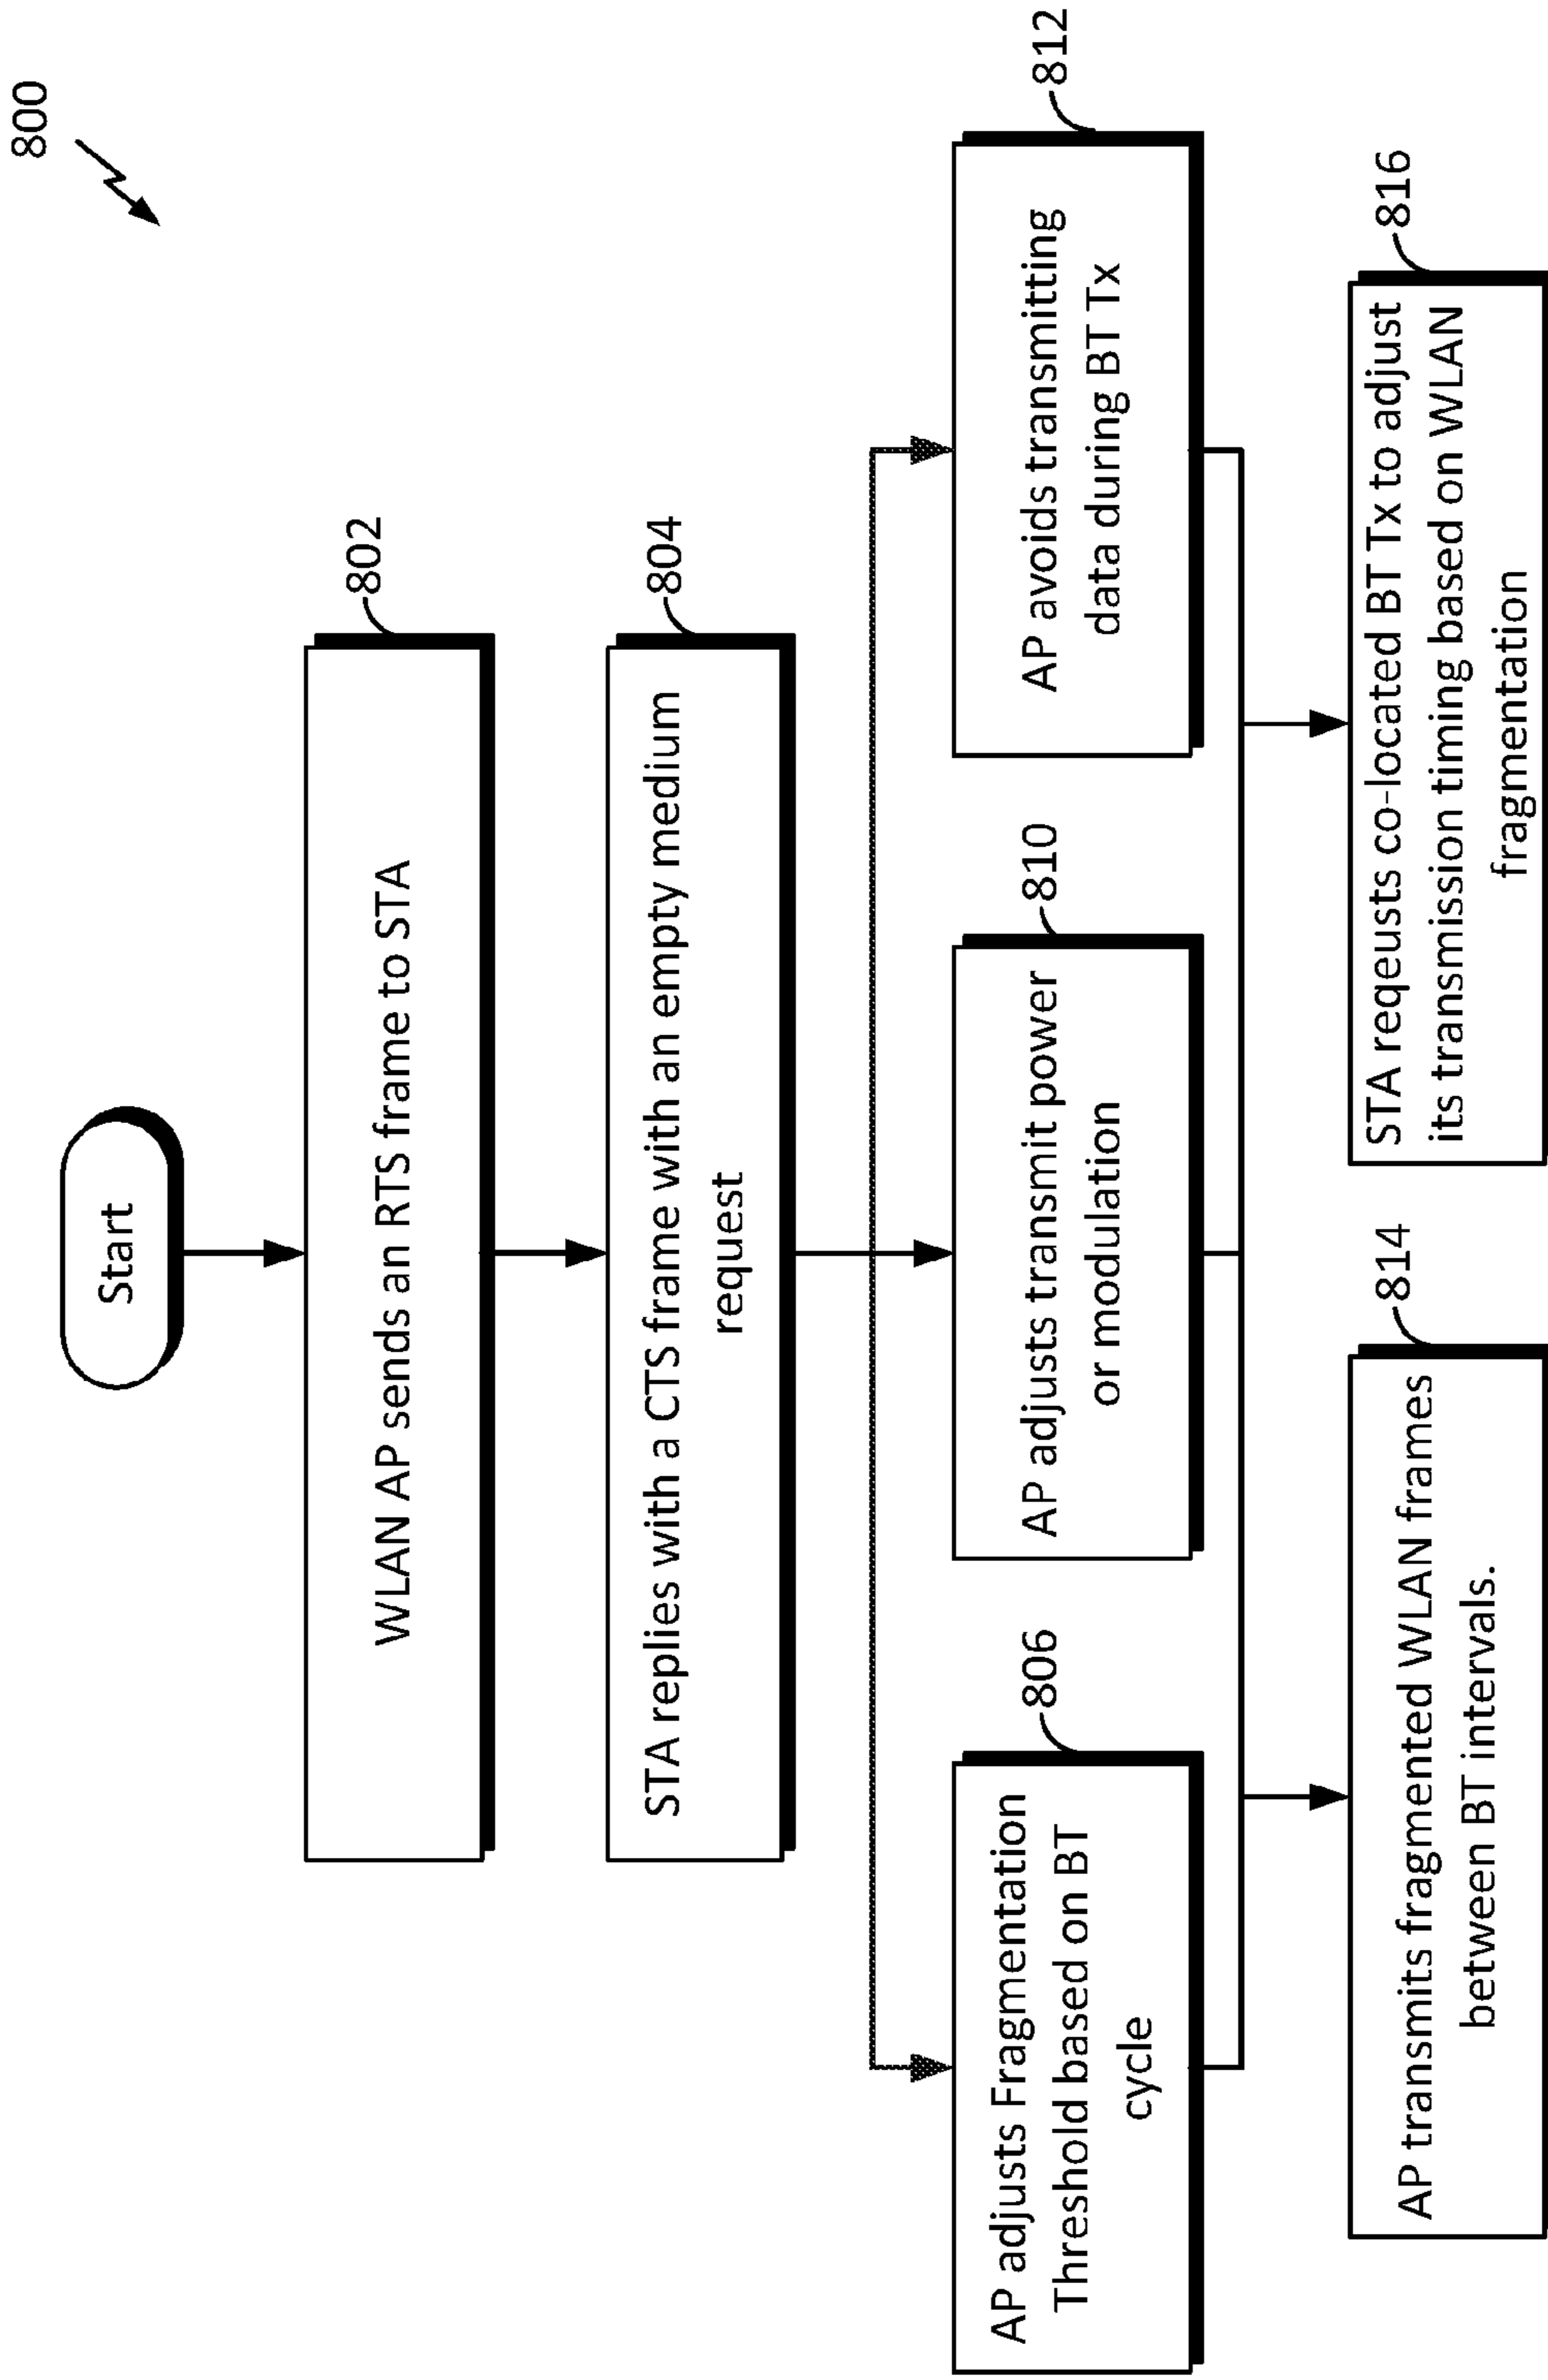 800
Start
802
WLAN AP sends an RTS frame to STA
804
STA replies with a CTS frame with an empty medium
request
806
AP adjusts Fragmentation
Threshold based on BT
cycle
810
AP adjusts transmit power
or modulation
812
AP avoids transmitting
data during BT Tx
814
AP transmits fragmented WLAN frames
between BT intervals.
816
STA reqeusts co-located BT Tx to adjust
its transmission timing based on WLAN
fragmentation